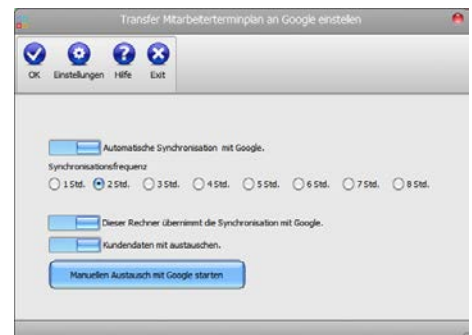 Transfer Mitarbeiterterminplan an Google einstellen
OK Einstellungen Hilfe Exit
Automatische Synchronisation mit Google.
Synchronisationsfrequenz
1 Std. 2 Std. 3 Std. 4 Std. 5 Std. 6 Std. 7 Std. 8 Std.
Dieser Rechner übernimmt die Synchronisation mit Google.
Kundendaten mit austauschen.
Manuellen Austausch mit Google starten